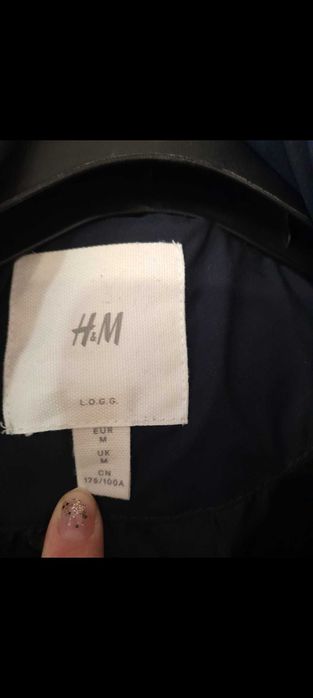 H&M
L.O.G.G.
EUR
M
UK
M
CN
175/100A